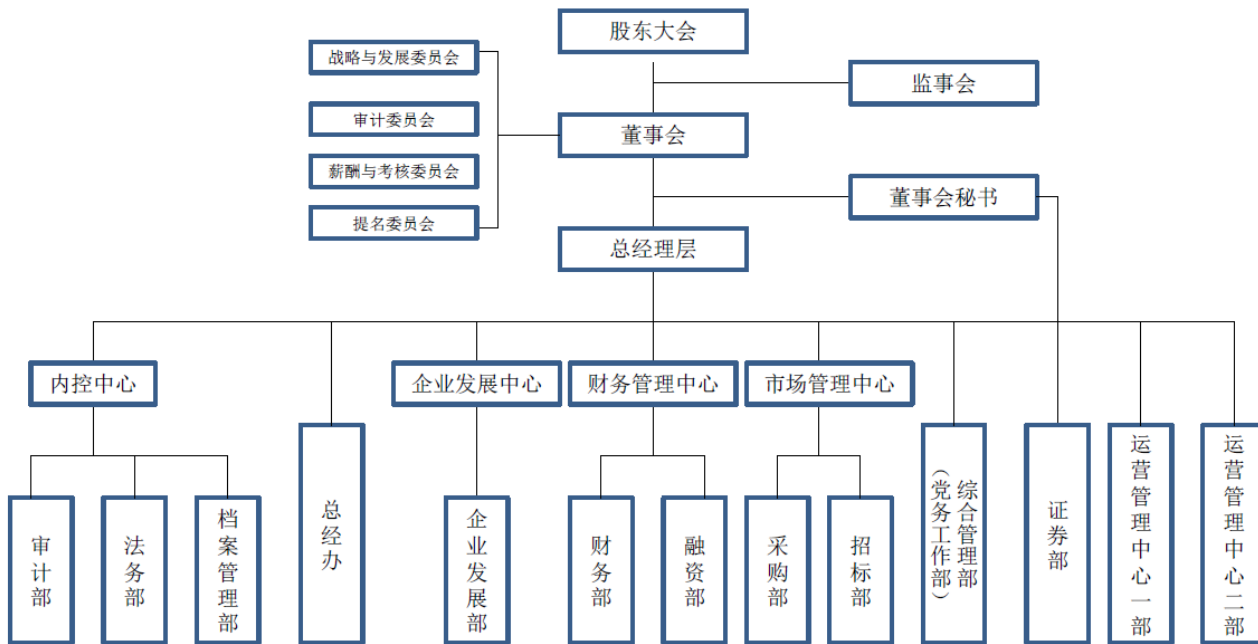 股东大会
战略与发展委员会
监事会
审计委员会
董事会
薪酬与考核委员会
董事会秘书
提名委员会
总经理层
内控中心
企业发展中心
财务管理中心
市场管理中心
审计部
法务部
档案管理部
总经办
企业发展部
财务部
融资部
采购部
招标部
综合管理部
（党务工作部）
证券部
运营管理中心一部
运营管理中心二部